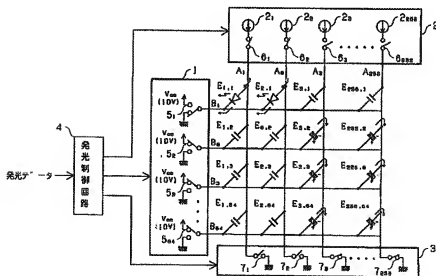 2₁ 2₂ 2₃ 2₂₅₆
2
6₁ 6₂ 6₃
1
A₁ A₂ A₃ A₂₅₆
4
発光制御回路
発光データ
V
(10V)
5₁
B₁
E₁,₁ E₂,₁ E₃,₁ E₂₅₆,₁
V
(10V)
5₂
B₂
E₁,₂ E₂,₂ E₃,₂ E₂₅₆,₂
V
(10V)
5₃
B₃
E₁,₃ E₂,₃ E₃,₃ E₂₅₆,₃
V
(10V)
5₆₄
B₆₄
E₁,₆₄ E₂,₆₄ E₃,₆₄ E₂₅₆,₆₄
3
7₁ 7₂ 7₃ 7₂₅₆